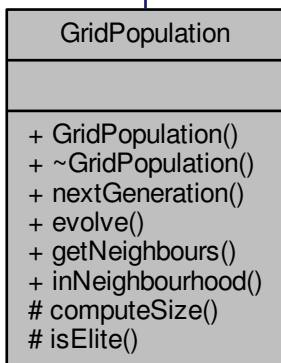 GridPopulation
+ GridPopulation()
+ ~GridPopulation()
+ nextGeneration()
+ evolve()
+ getNeighbours()
+ inNeighbourhood()
# computeSize()
# isElite()